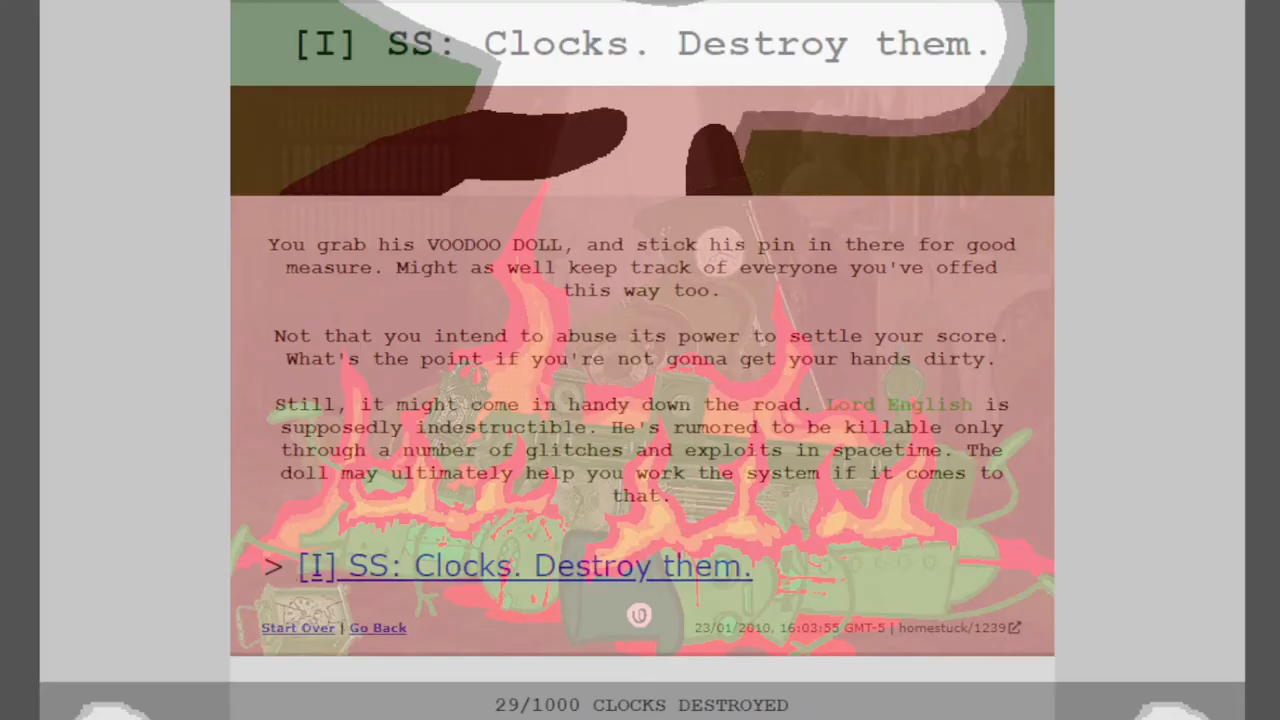 [I] SS: Clocks. Destroy them.
You grab his VOODOO DOLL, and stick his pin in there for good
measure. Might as well keep track of everyone you've offed
this way too.
Not that you intend to abuse its power to settle your score.
What's the point if you're not gonna get your hands dirty.
Still, it might come in handy down the road. Lord English is
supposedly indestructible. He's rumored to be killable only
through a number of glitches and exploits in spacetime. The
doll may ultimately help you work the system if it comes to
that.
> [I] SS: Clocks. Destroy them.
Start Over | Go Back
23/01/2010, 16:03:55 GMT-5 | homestuck/1239
29/1000 CLOCKS DESTROYED